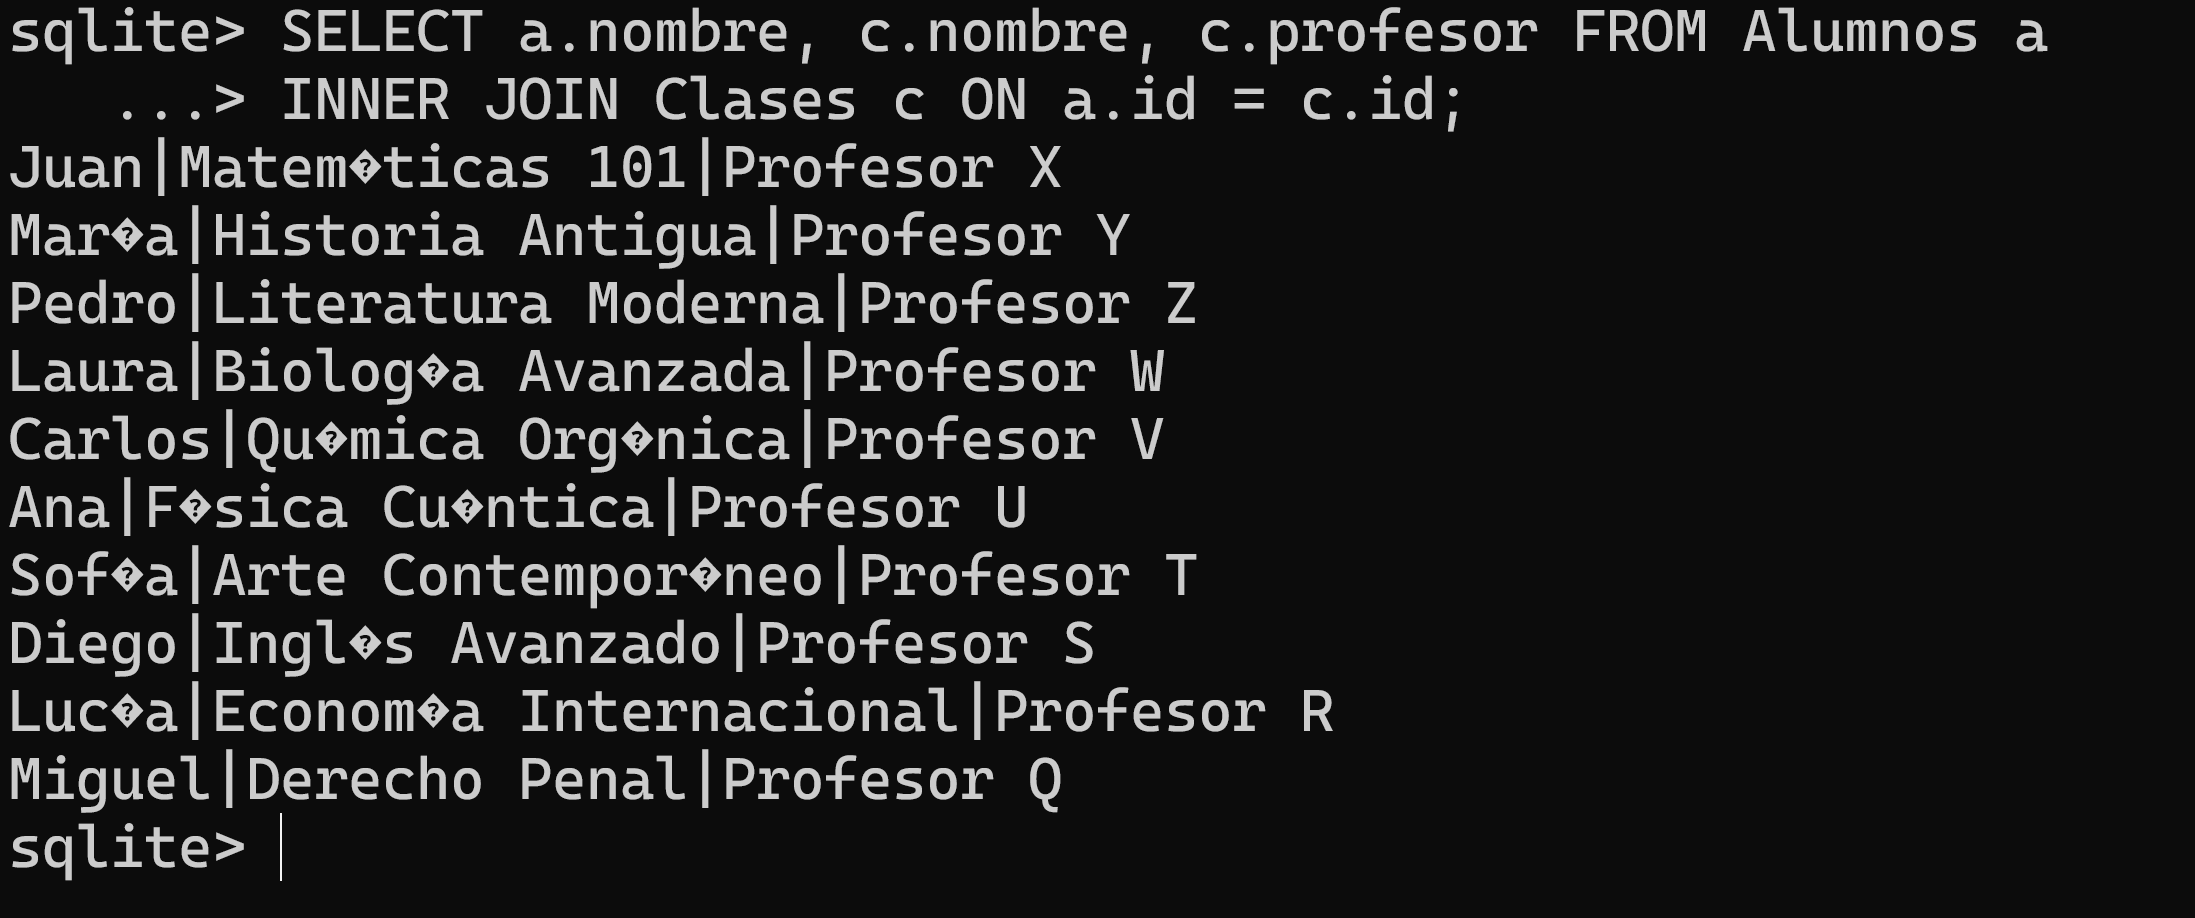 sqlite> SELECT a.nombre, c.nombre, c.profesor FROM Alumnos a
   ...> INNER JOIN Clases c ON a.id = c.id;
Juan|Matem�ticas 101|Profesor X
Mar�a|Historia Antigua|Profesor Y
Pedro|Literatura Moderna|Profesor Z
Laura|Biolog�a Avanzada|Profesor W
Carlos|Qu�mica Org�nica|Profesor V
Ana|F�sica Cu�ntica|Profesor U
Sof�a|Arte Contempor�neo|Profesor T
Diego|Ingl�s Avanzado|Profesor S
Luc�a|Econom�a Internacional|Profesor R
Miguel|Derecho Penal|Profesor Q
sqlite>